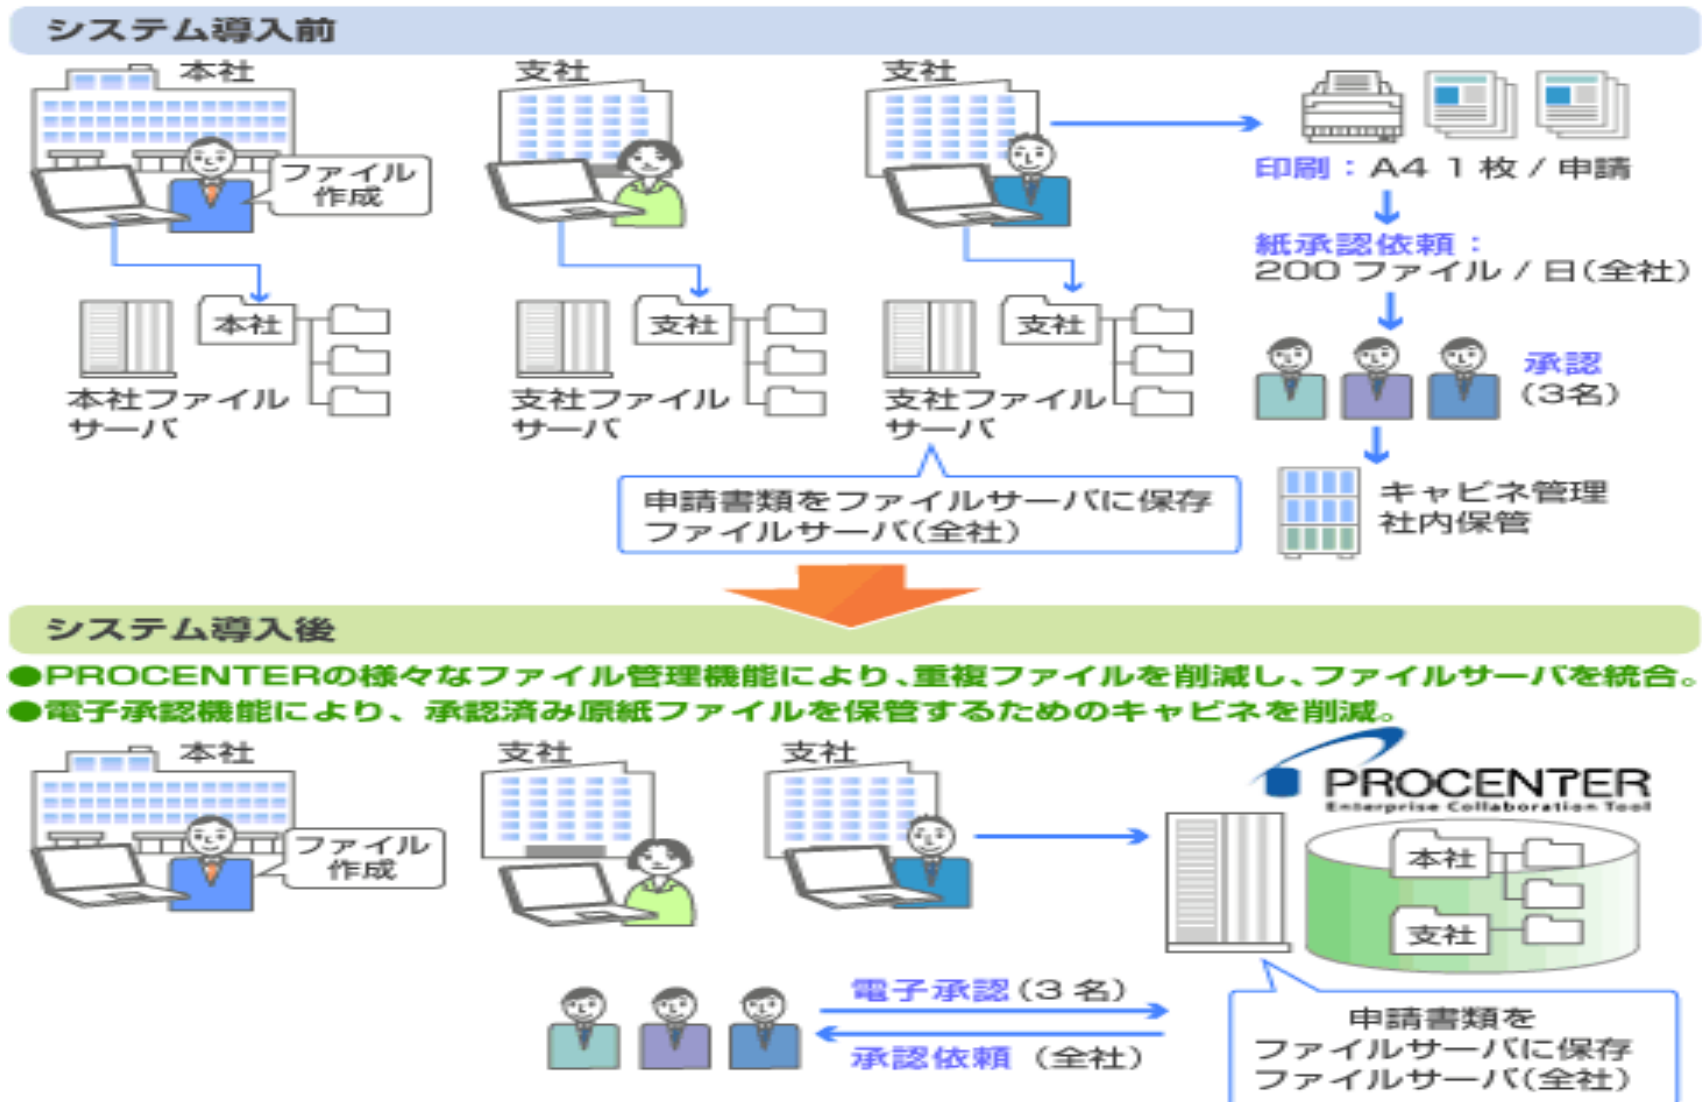 システム導入前
本社
支社
支社
ファイル
作成
印刷：A4 1 枚 / 申請
紙承認依頼：
200 ファイル / 日(全社)
本社
支社
支社
承認
(3名)
本社ファイル
サーバ
支社ファイル
サーバ
支社ファイル
サーバ
キャビネ管理
社内保管
申請書類をファイルサーバに保存
ファイルサーバ(全社)
システム導入後
●PROCENTERの様々なファイル管理機能により、重複ファイルを削減し、ファイルサーバを統合。
●電子承認機能により、承認済み原紙ファイルを保管するためのキャビネを削減。
本社
支社
支社
ファイル
作成
PROCENTER
Enterprise Collaboration Tool
本社
支社
電子承認(3 名)
承認依頼 (全社)
申請書類を
ファイルサーバに保存
ファイルサーバ(全社)